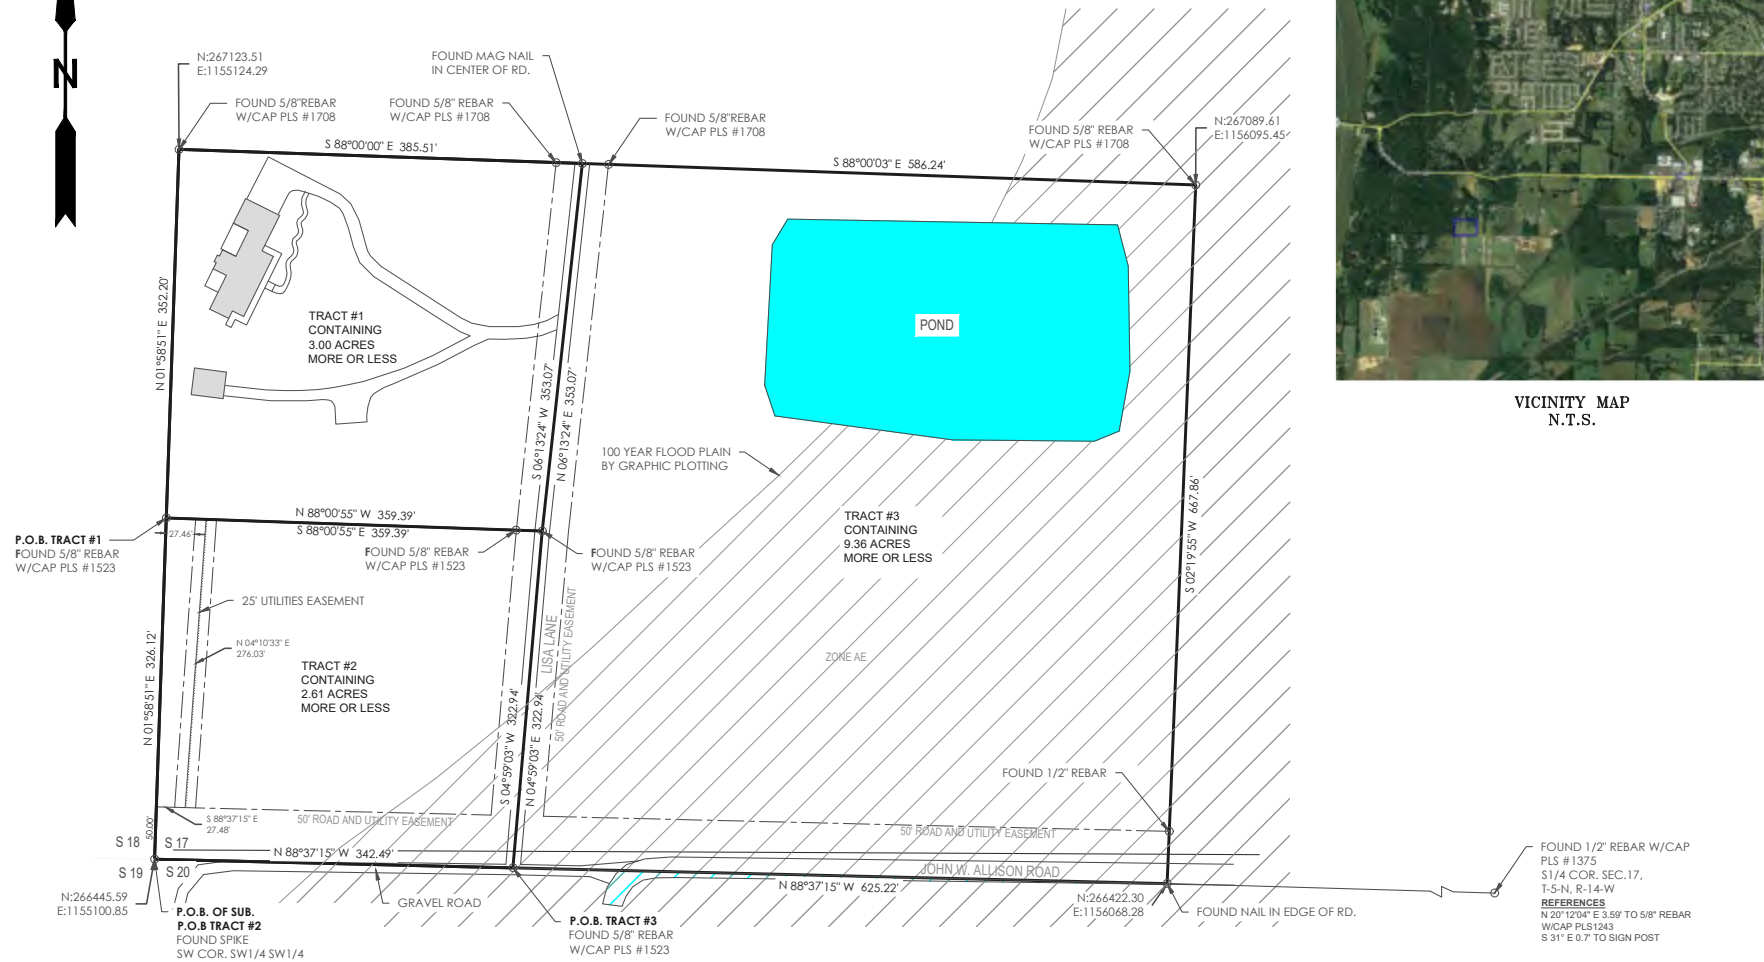 N
N:267123.51
E:1155124.29
FOUND MAG NAIL
IN CENTER OF RD.
FOUND 5/8"REBAR
W/CAP PLS #1708
FOUND 5/8" REBAR
W/CAP PLS #1708
FOUND 5/8"REBAR
W/CAP PLS #1708
FOUND 5/8" REBAR
W/CAP PLS #1708
N:267089.61
E:1156095.45
S 88°00'00" E 385.51'
S 88°00'03" E 586.24'
N 01°58'51" E 352.20'
TRACT #1
CONTAINING
3.00 ACRES
MORE OR LESS
S 06°13'24" W 353.07'
N 06°13'24" E 353.07'
POND
VICINITY MAP
N.T.S.
100 YEAR FLOOD PLAIN
BY GRAPHIC PLOTTING
S 02°19'55" W 667.86'
TRACT #3
CONTAINING
9.36 ACRES
MORE OR LESS
N 88°00'55" W 359.39'
S 88°00'55" E 359.39'
P.O.B. TRACT #1
FOUND 5/8" REBAR
W/CAP PLS #1523
27.46'
FOUND 5/8" REBAR
W/CAP PLS #1523
FOUND 5/8" REBAR
W/CAP PLS #1523
25' UTILITIES EASEMENT
N 04°10'33" E
276.03'
N 01°58'51" E 326.12'
TRACT #2
CONTAINING
2.61 ACRES
MORE OR LESS
LISA LANE
50' ROAD AND UTILITY EASEMENT
ZONE AE
S 04°59'03" W 322.94'
N 04°59'03" E 322.94'
FOUND 1/2" REBAR
S 88°37'15" E
27.48'
50.00'
50' ROAD AND UTILITY EASEMENT
50' ROAD AND UTILITY EASEMENT
S 18
S 17
S 19
S 20
N 88°37'15" W 342.49'
JOHN W. ALLISON ROAD
N 88°37'15" W 625.22'
N:266445.59
E:1155100.85
GRAVEL ROAD
P.O.B. OF SUB.
P.O.B TRACT #2
FOUND SPIKE
SW COR. SW1/4 SW1/4
P.O.B. TRACT #3
FOUND 5/8" REBAR
W/CAP PLS #1523
N:266422.30
E:1156068.28
FOUND NAIL IN EDGE OF RD.
FOUND 1/2" REBAR W/CAP
PLS #1375
S1/4 COR. SEC.17,
T-5-N, R-14-W
REFERENCES
N 20°12'04" E 3.59' TO 5/8" REBAR
W/CAP PLS1243
S 31° E 0.7' TO SIGN POST